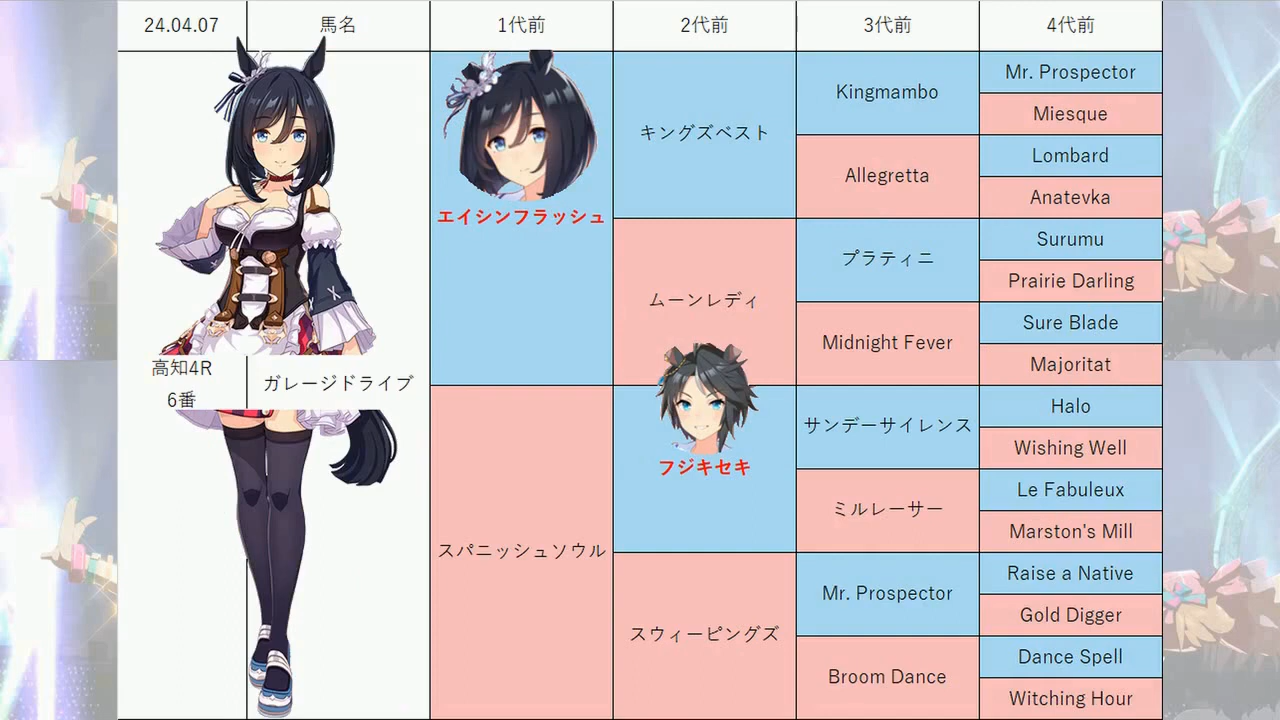 24.04.07
馬名
1代前
2代前
3代前
4代前
高知4R
6番
ガレージドライブ
エイシンフラッシュ
スパニッシュソウル
キングズベスト
ムーンレディ
フジキセキ
スウィーピングズ
Kingmambo
Allegretta
プラティニ
Midnight Fever
サンデーサイレンス
ミルレーサー
Mr. Prospector
Broom Dance
Mr. Prospector
Miesque
Lombard
Anatevka
Surumu
Prairie Darling
Sure Blade
Majoritat
Halo
Wishing Well
Le Fabuleux
Marston's Mill
Raise a Native
Gold Digger
Dance Spell
Witching Hour